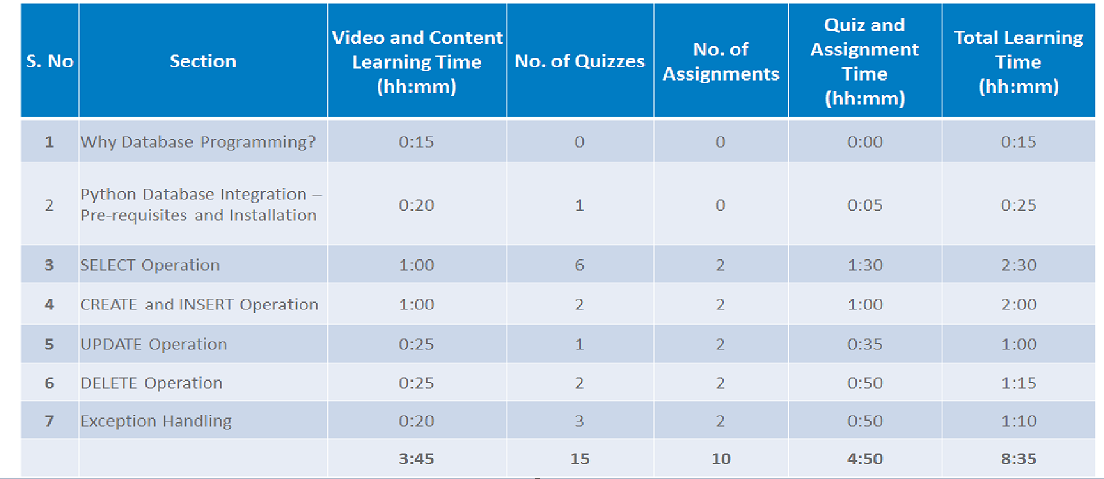 S. No Section Video and Content Learning Time (hh:mm) No. of Quizzes No. of Assignments Quiz and Assignment Time (hh:mm) Total Learning Time (hh:mm)
1 Why Database Programming? 0:15 0 0 0:00 0:15
2 Python Database Integration – Pre-requisites and Installation 0:20 1 0 0:05 0:25
3 SELECT Operation 1:00 6 2 1:30 2:30
4 CREATE and INSERT Operation 1:00 2 2 1:00 2:00
5 UPDATE Operation 0:25 1 2 0:35 1:00
6 DELETE Operation 0:25 2 2 0:50 1:15
7 Exception Handling 0:20 3 2 0:50 1:10
3:45 15 10 4:50 8:35